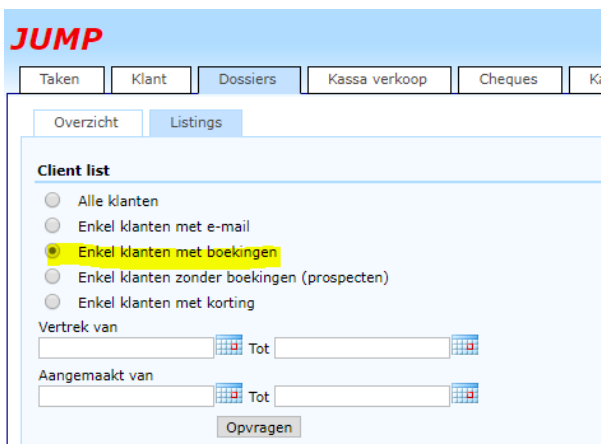 JUMP
Taken Klant Dossiers Kassa verkoop Cheques
Overzicht Listings
Client list
Alle klanten
Enkel klanten met e-mail
Enkel klanten met boekingen
Enkel klanten zonder boekingen (prospecten)
Enkel klanten met korting
Vertrek van
Tot
Aangemaakt van
Tot
Opvragen